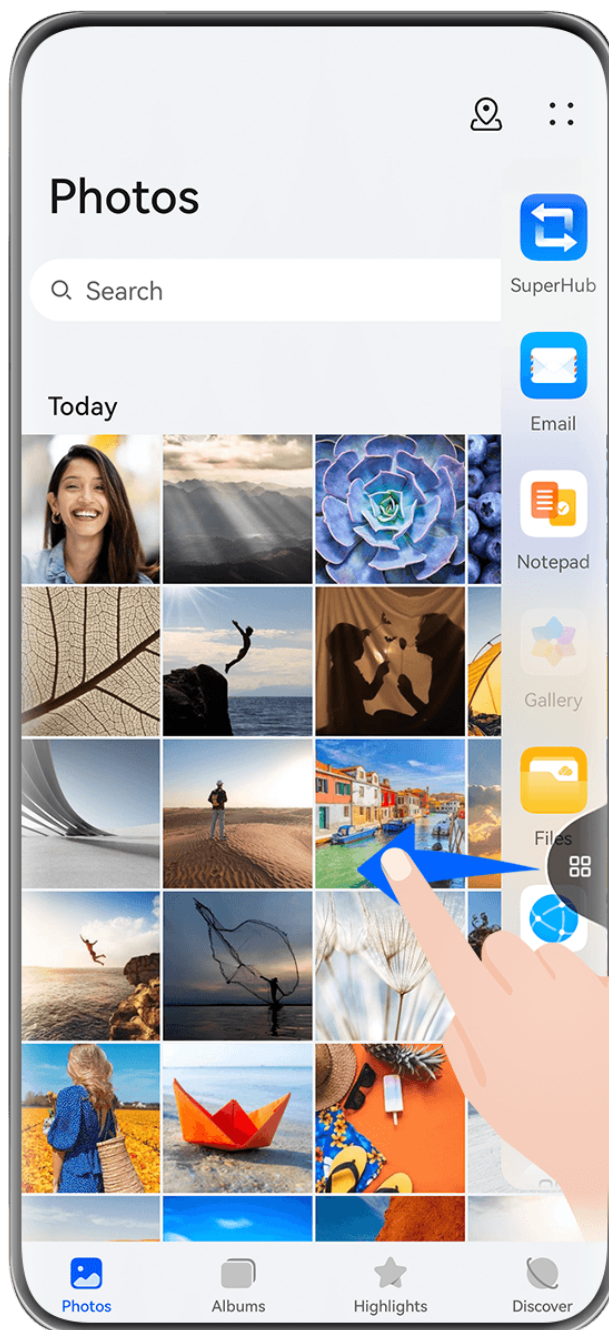 Photos
Search
Today
SuperHub
Email
Notepad
Gallery
Files
Photos
Albums
Highlights
Discover